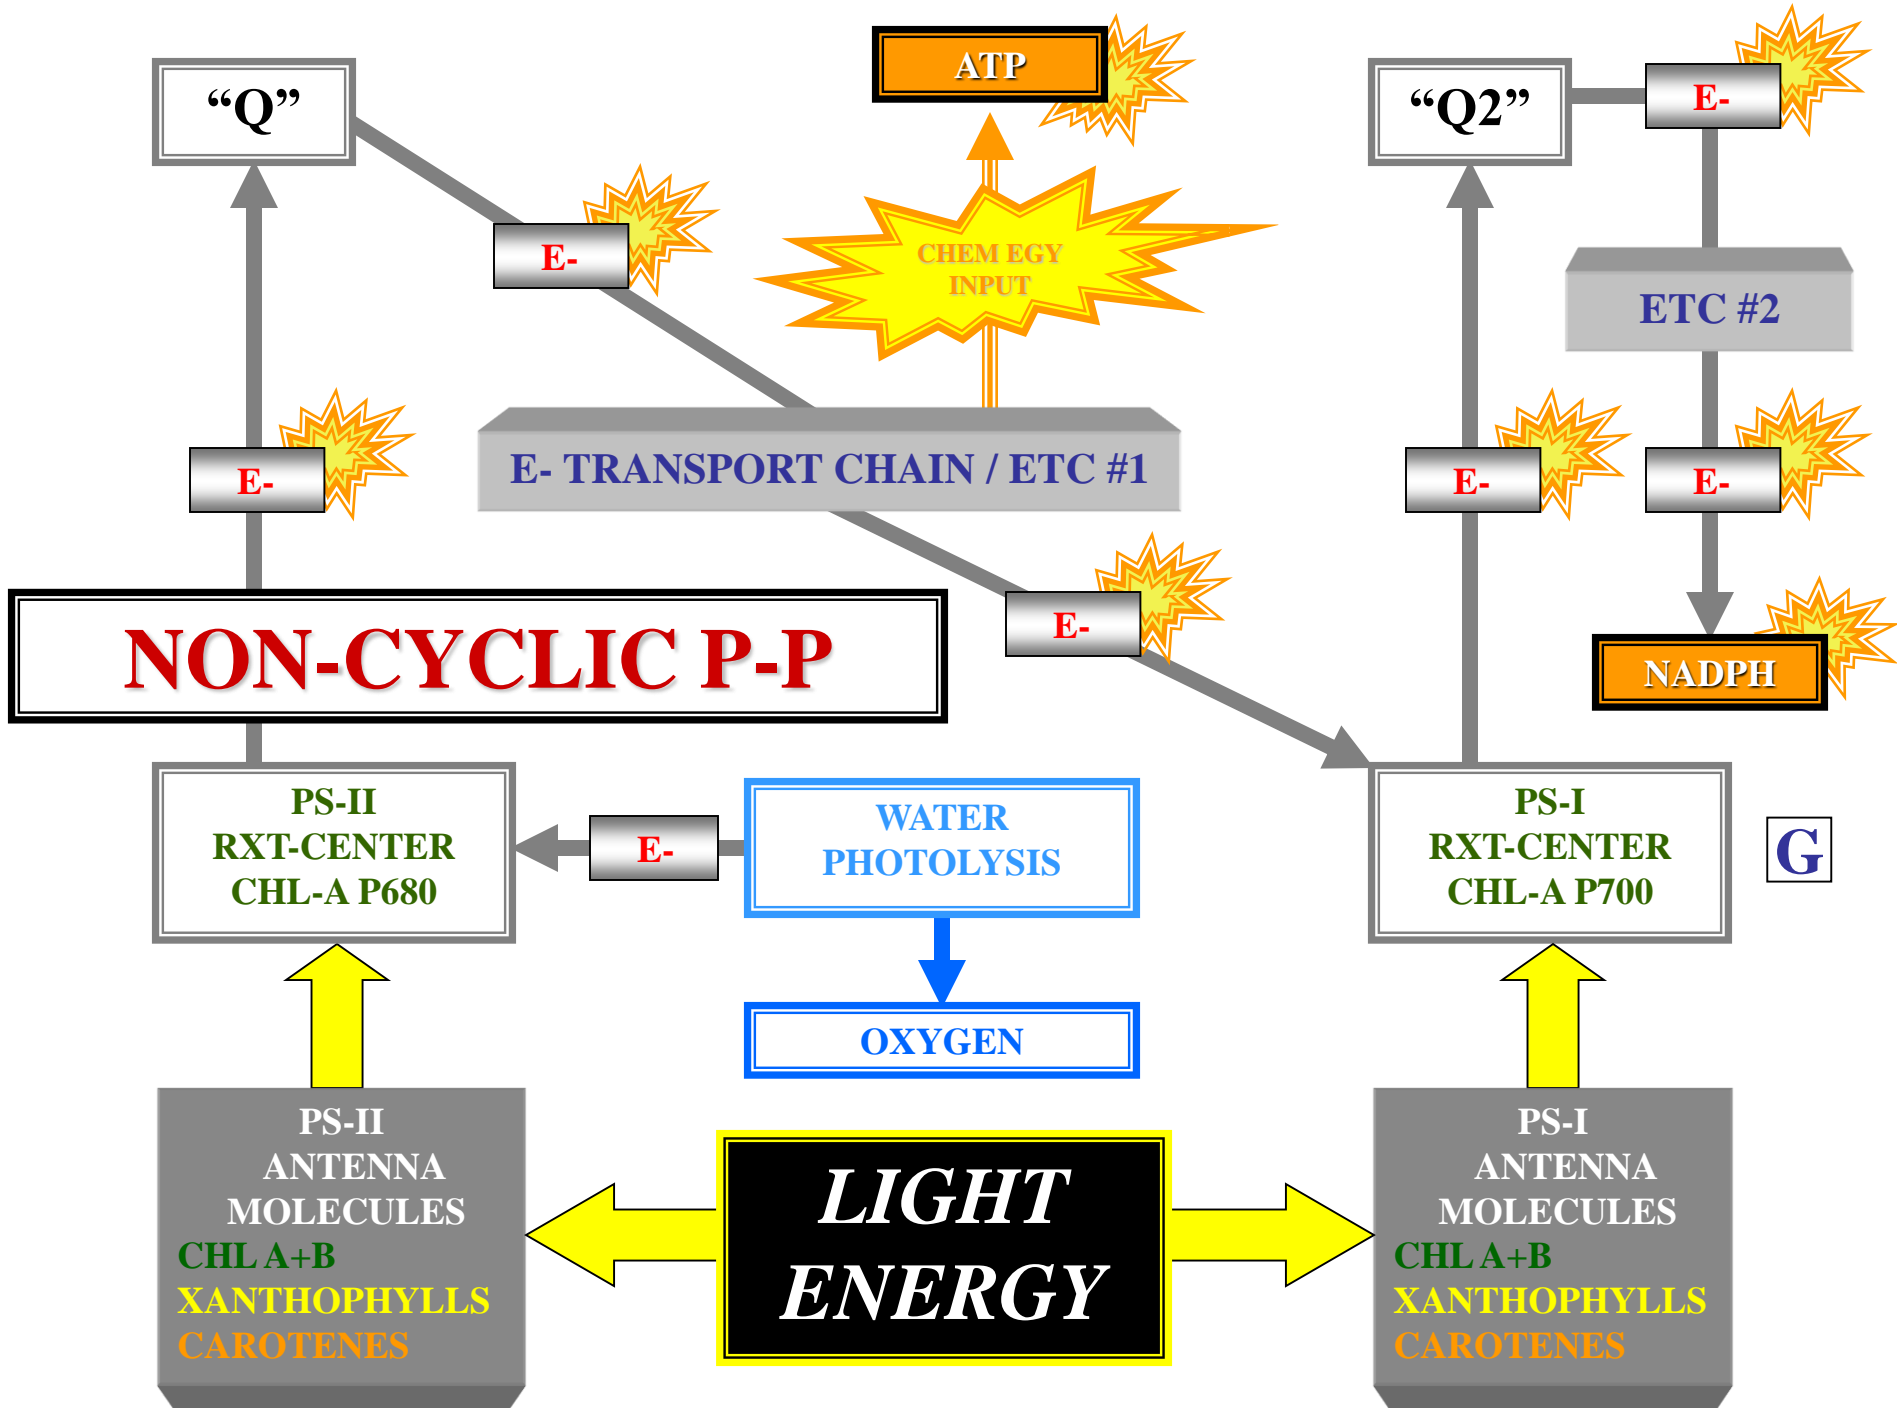 ATP
“Q”
“Q2”
E-
E-
CHEM EGY
INPUT
ETC #2
E- TRANSPORT CHAIN / ETC #1
E-
E-
E-
E-
NON-CYCLIC P-P
NADPH
PS-II
RXT-CENTER
CHL-A P680
E-
WATER
PHOTOLYSIS
PS-I
RXT-CENTER
CHL-A P700
G
OXYGEN
PS-II
ANTENNA
MOLECULES
CHL A+B
XANTHOPHYLLS
CAROTENES
LIGHT
ENERGY
PS-I
ANTENNA
MOLECULES
CHL A+B
XANTHOPHYLLS
CAROTENES